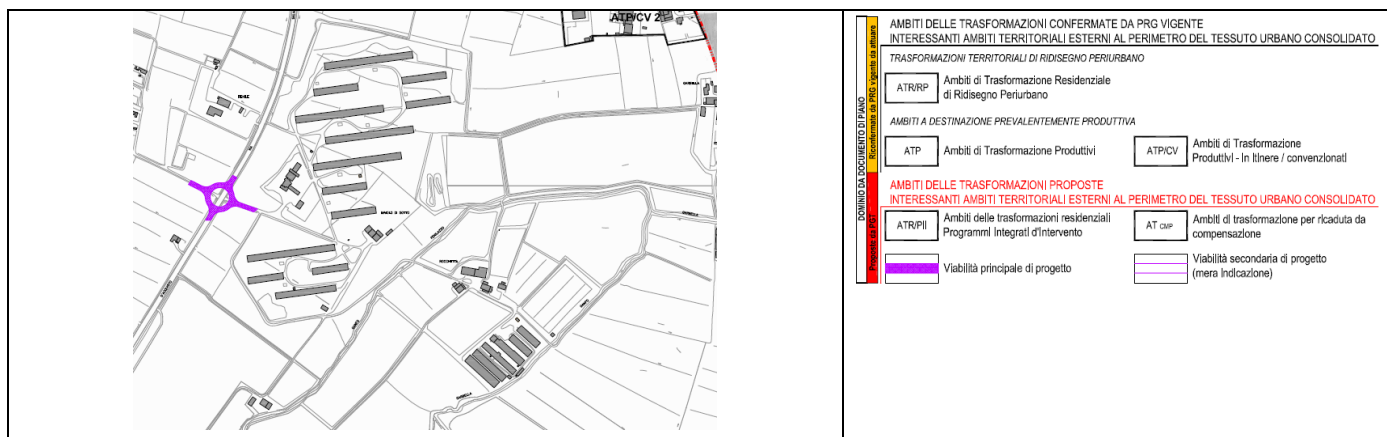 ATP/CV 2
AMBITI DELLE TRASFORMAZIONI CONFERMATE DA PRG VIGENTE
INTERESSANTI AMBITI TERRITORIALI ESTERNI AL PERIMETRO DEL TESSUTO URBANO CONSOLIDATO
TRASFORMAZIONI TERRITORIALI DI RIDISEGNO PERIURBANO
ATR/RP
Ambiti di Trasformazione Residenziale
di Ridisegno Periurbano
AMBITI A DESTINAZIONE PREVALENTEMENTE PRODUTTIVA
ATP
Ambiti di Trasformazione Produttivi
ATP/CV
Ambiti di Trasformazione
Produttivi - In itinere / convenzionati
AMBITI DELLE TRASFORMAZIONI PROPOSTE
INTERESSANTI AMBITI TERRITORIALI ESTERNI AL PERIMETRO DEL TESSUTO URBANO CONSOLIDATO
ATR/PII
Ambiti delle trasformazioni residenziali
Programmi Integrati d'Intervento
AT CMP
Ambiti di trasformazione per ricaduta da
compensazione
Viabilità principale di progetto
Viabilità secondaria di progetto
(mera indicazione)
DOMINIO DA DOCUMENTO DI PIANO
Riconfermate da PRG vigente da attuare
Proposte da PGT